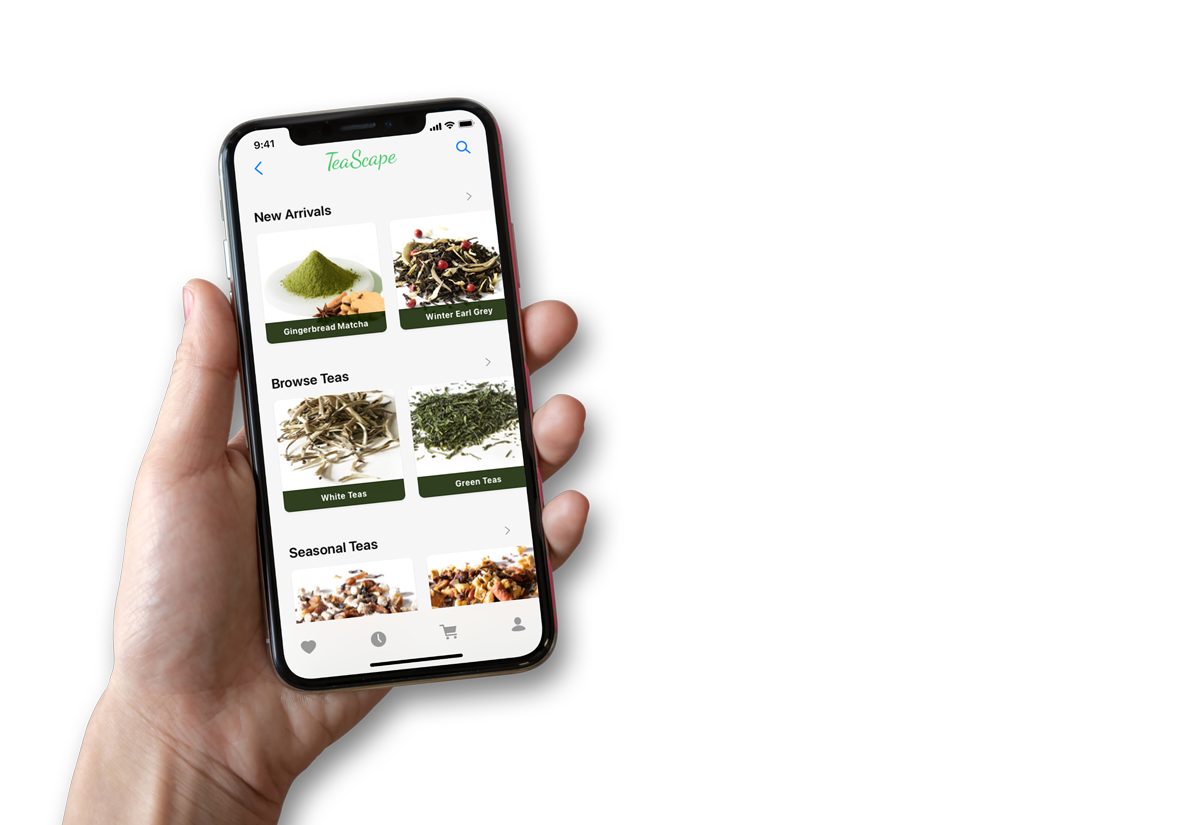 9:41
TeaScape
New Arrivals
Gingerbread Matcha
Winter Earl Grey
Browse Teas
White Teas
Green Teas
Seasonal Teas